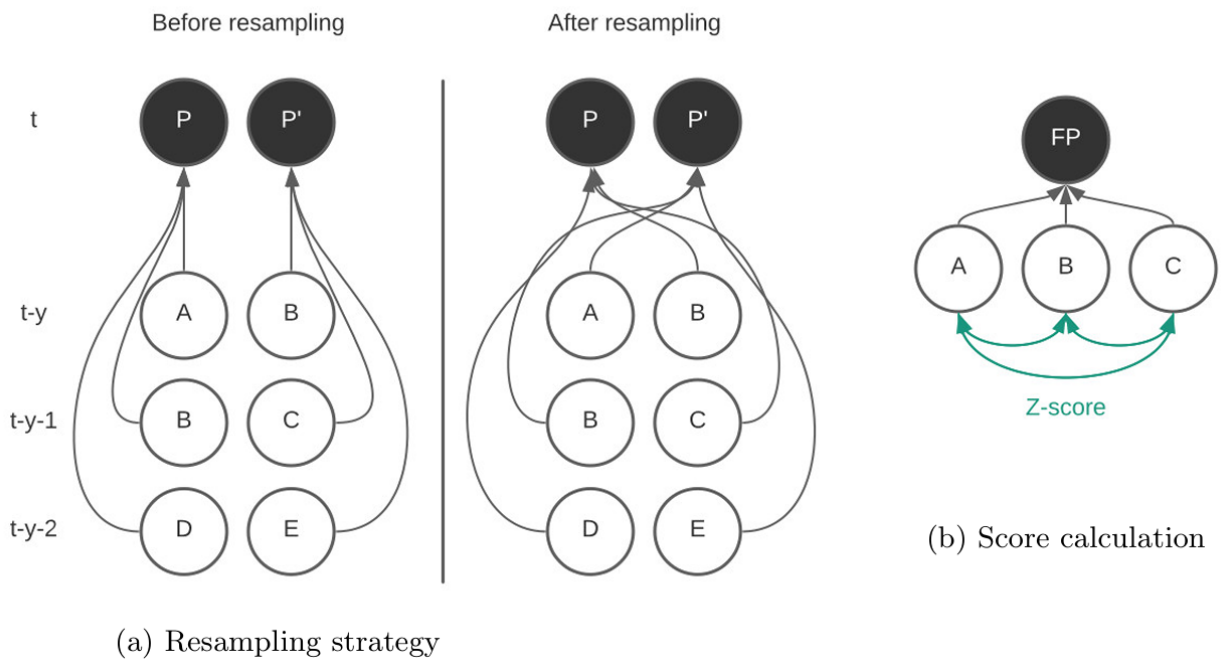 Before resampling
After resampling
t
P
P'
P
P'
FP
t-y
A
B
A
B
A
B
C
t-y-1
B
C
B
C
Z-score
t-y-2
D
E
D
E
(b) Score calculation
(a) Resampling strategy